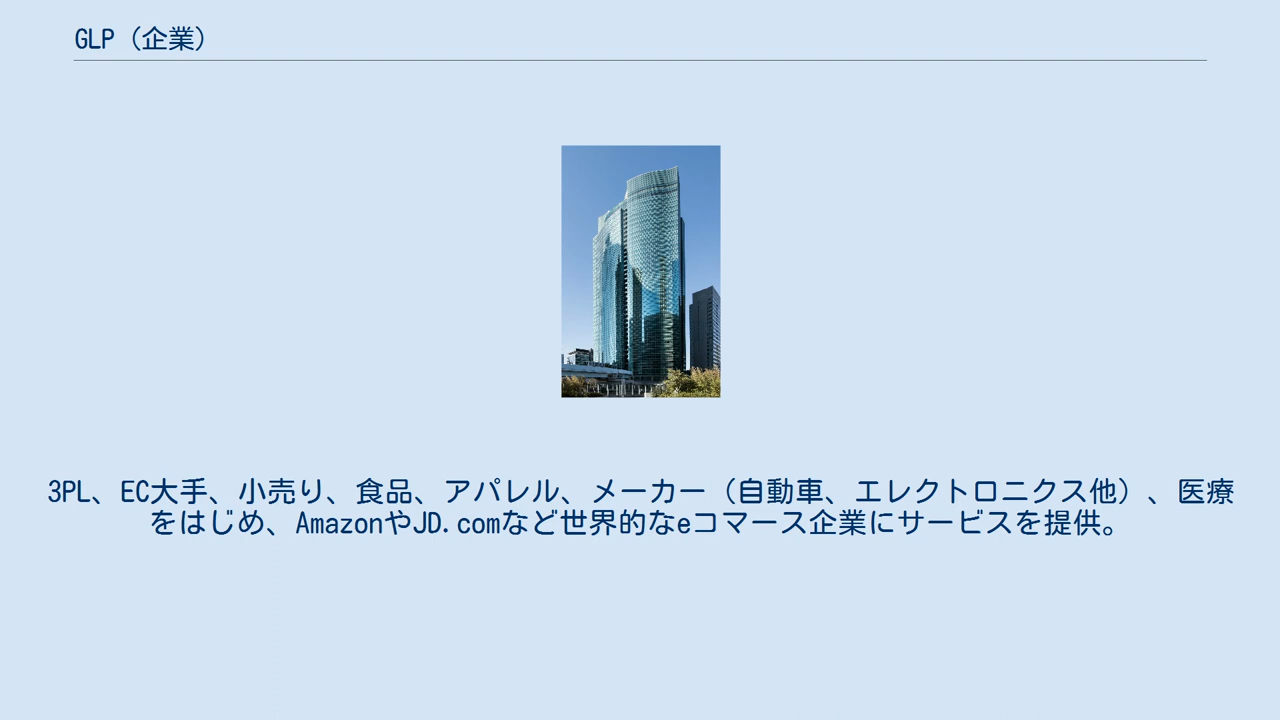 GLP（企業）
3PL、EC大手、小売り、食品、アパレル、メーカー（自動車、エレクトロニクス他）、医療
をはじめ、AmazonやJD.comなど世界的なeコマース企業にサービスを提供。